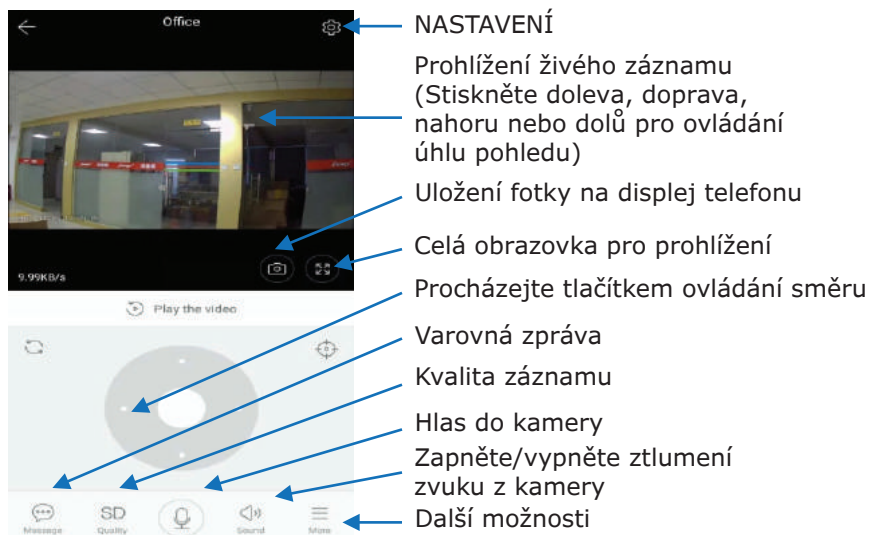 Office
NASTAVENÍ
Prohlížení živého záznamu
(Stiskněte doleva, doprava,
nahoru nebo dolů pro ovládání
úhlu pohledu)
Uložení fotky na displej telefonu
Celá obrazovka pro prohlížení
9.99KB/s
Procházejte tlačítkem ovládání směru
Play the video
Varovná zpráva
Kvalita záznamu
Hlas do kamery
Zapněte/vypněte ztlumení
zvuku z kamery
Další možnosti
SD
Message
Quality
Sound
More